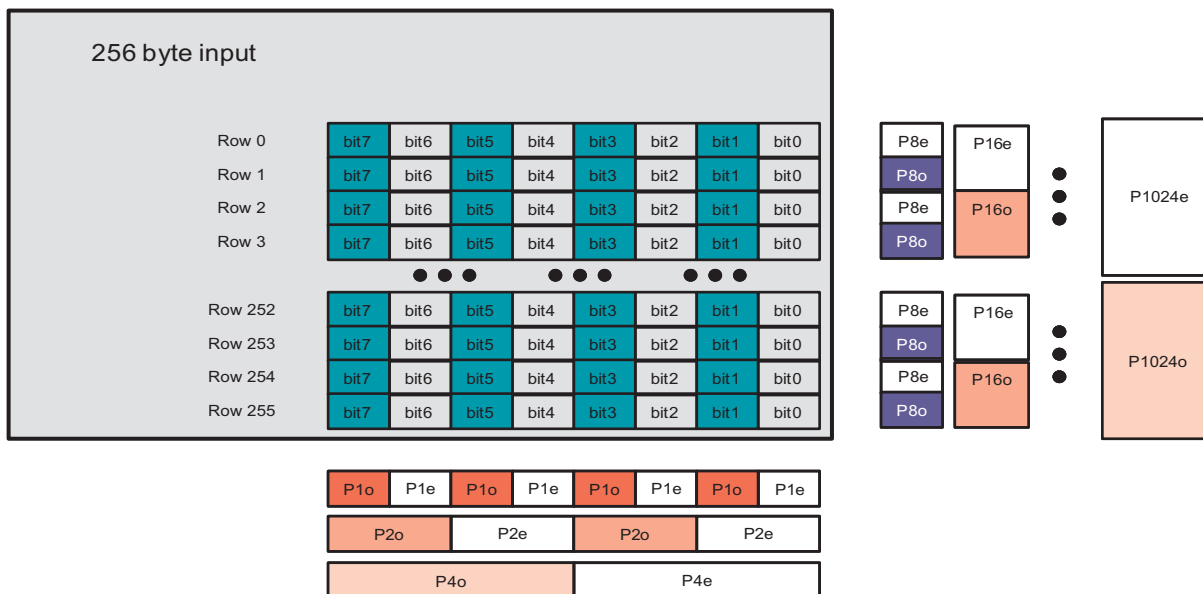 256 byte input
Row 0 bit7 bit6 bit5 bit4 bit3 bit2 bit1 bit0 P8e P16e
Row 1 bit7 bit6 bit5 bit4 bit3 bit2 bit1 bit0 P8o
Row 2 bit7 bit6 bit5 bit4 bit3 bit2 bit1 bit0 P8e P16o P1024e
Row 3 bit7 bit6 bit5 bit4 bit3 bit2 bit1 bit0 P8o
Row 252 bit7 bit6 bit5 bit4 bit3 bit2 bit1 bit0 P8e P16e
Row 253 bit7 bit6 bit5 bit4 bit3 bit2 bit1 bit0 P8o P1024o
Row 254 bit7 bit6 bit5 bit4 bit3 bit2 bit1 bit0 P8e P16o
Row 255 bit7 bit6 bit5 bit4 bit3 bit2 bit1 bit0 P8o
P1o P1e P1o P1e P1o P1e P1o P1e
P2o P2e P2o P2e
P4o P4e